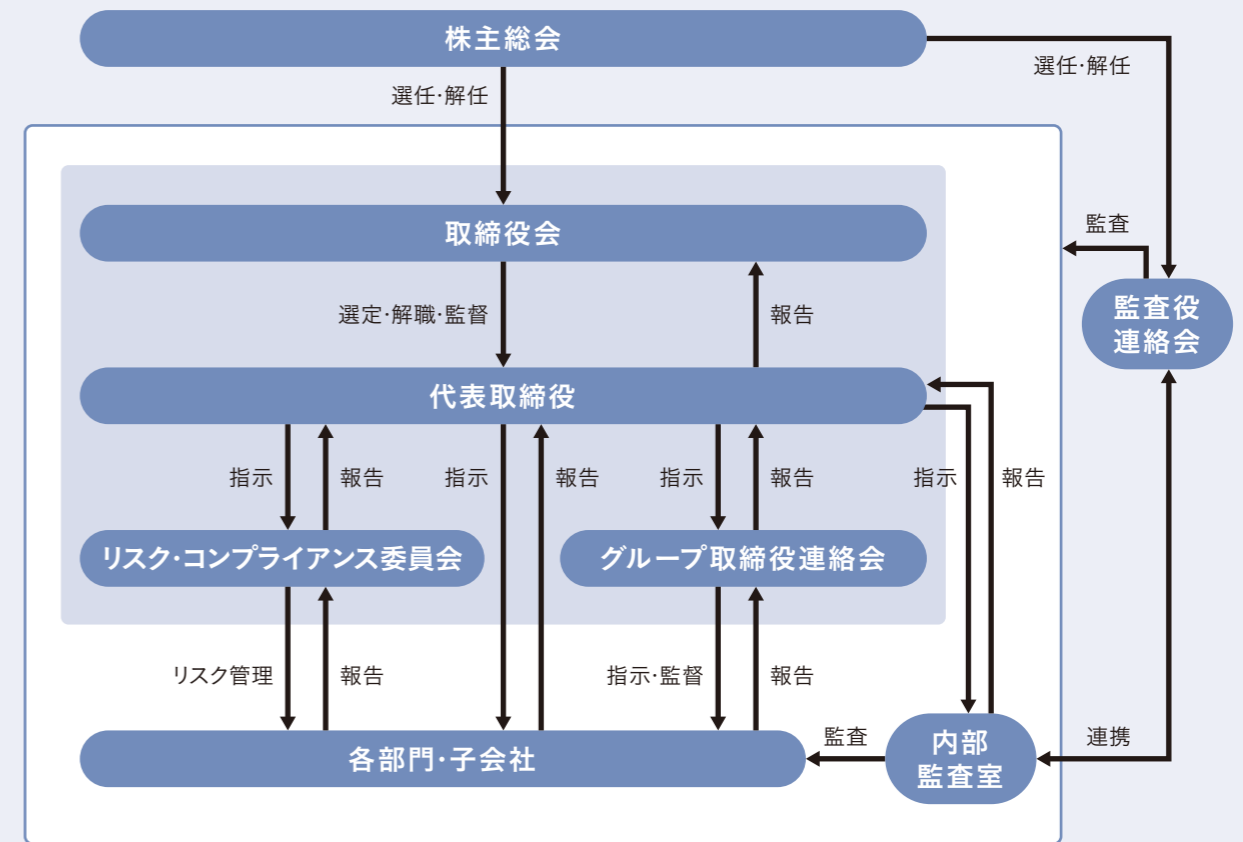 株主総会
選任・解任
選任・解任
取締役会
監査
監査役
連絡会
選定・解職・監督
報告
代表取締役
指示
報告
指示
報告
指示
報告
指示
報告
リスク・コンプライアンス委員会
グループ取締役連絡会
リスク管理
報告
指示・監督
報告
各部門・子会社
監査
内部
監査室
連携